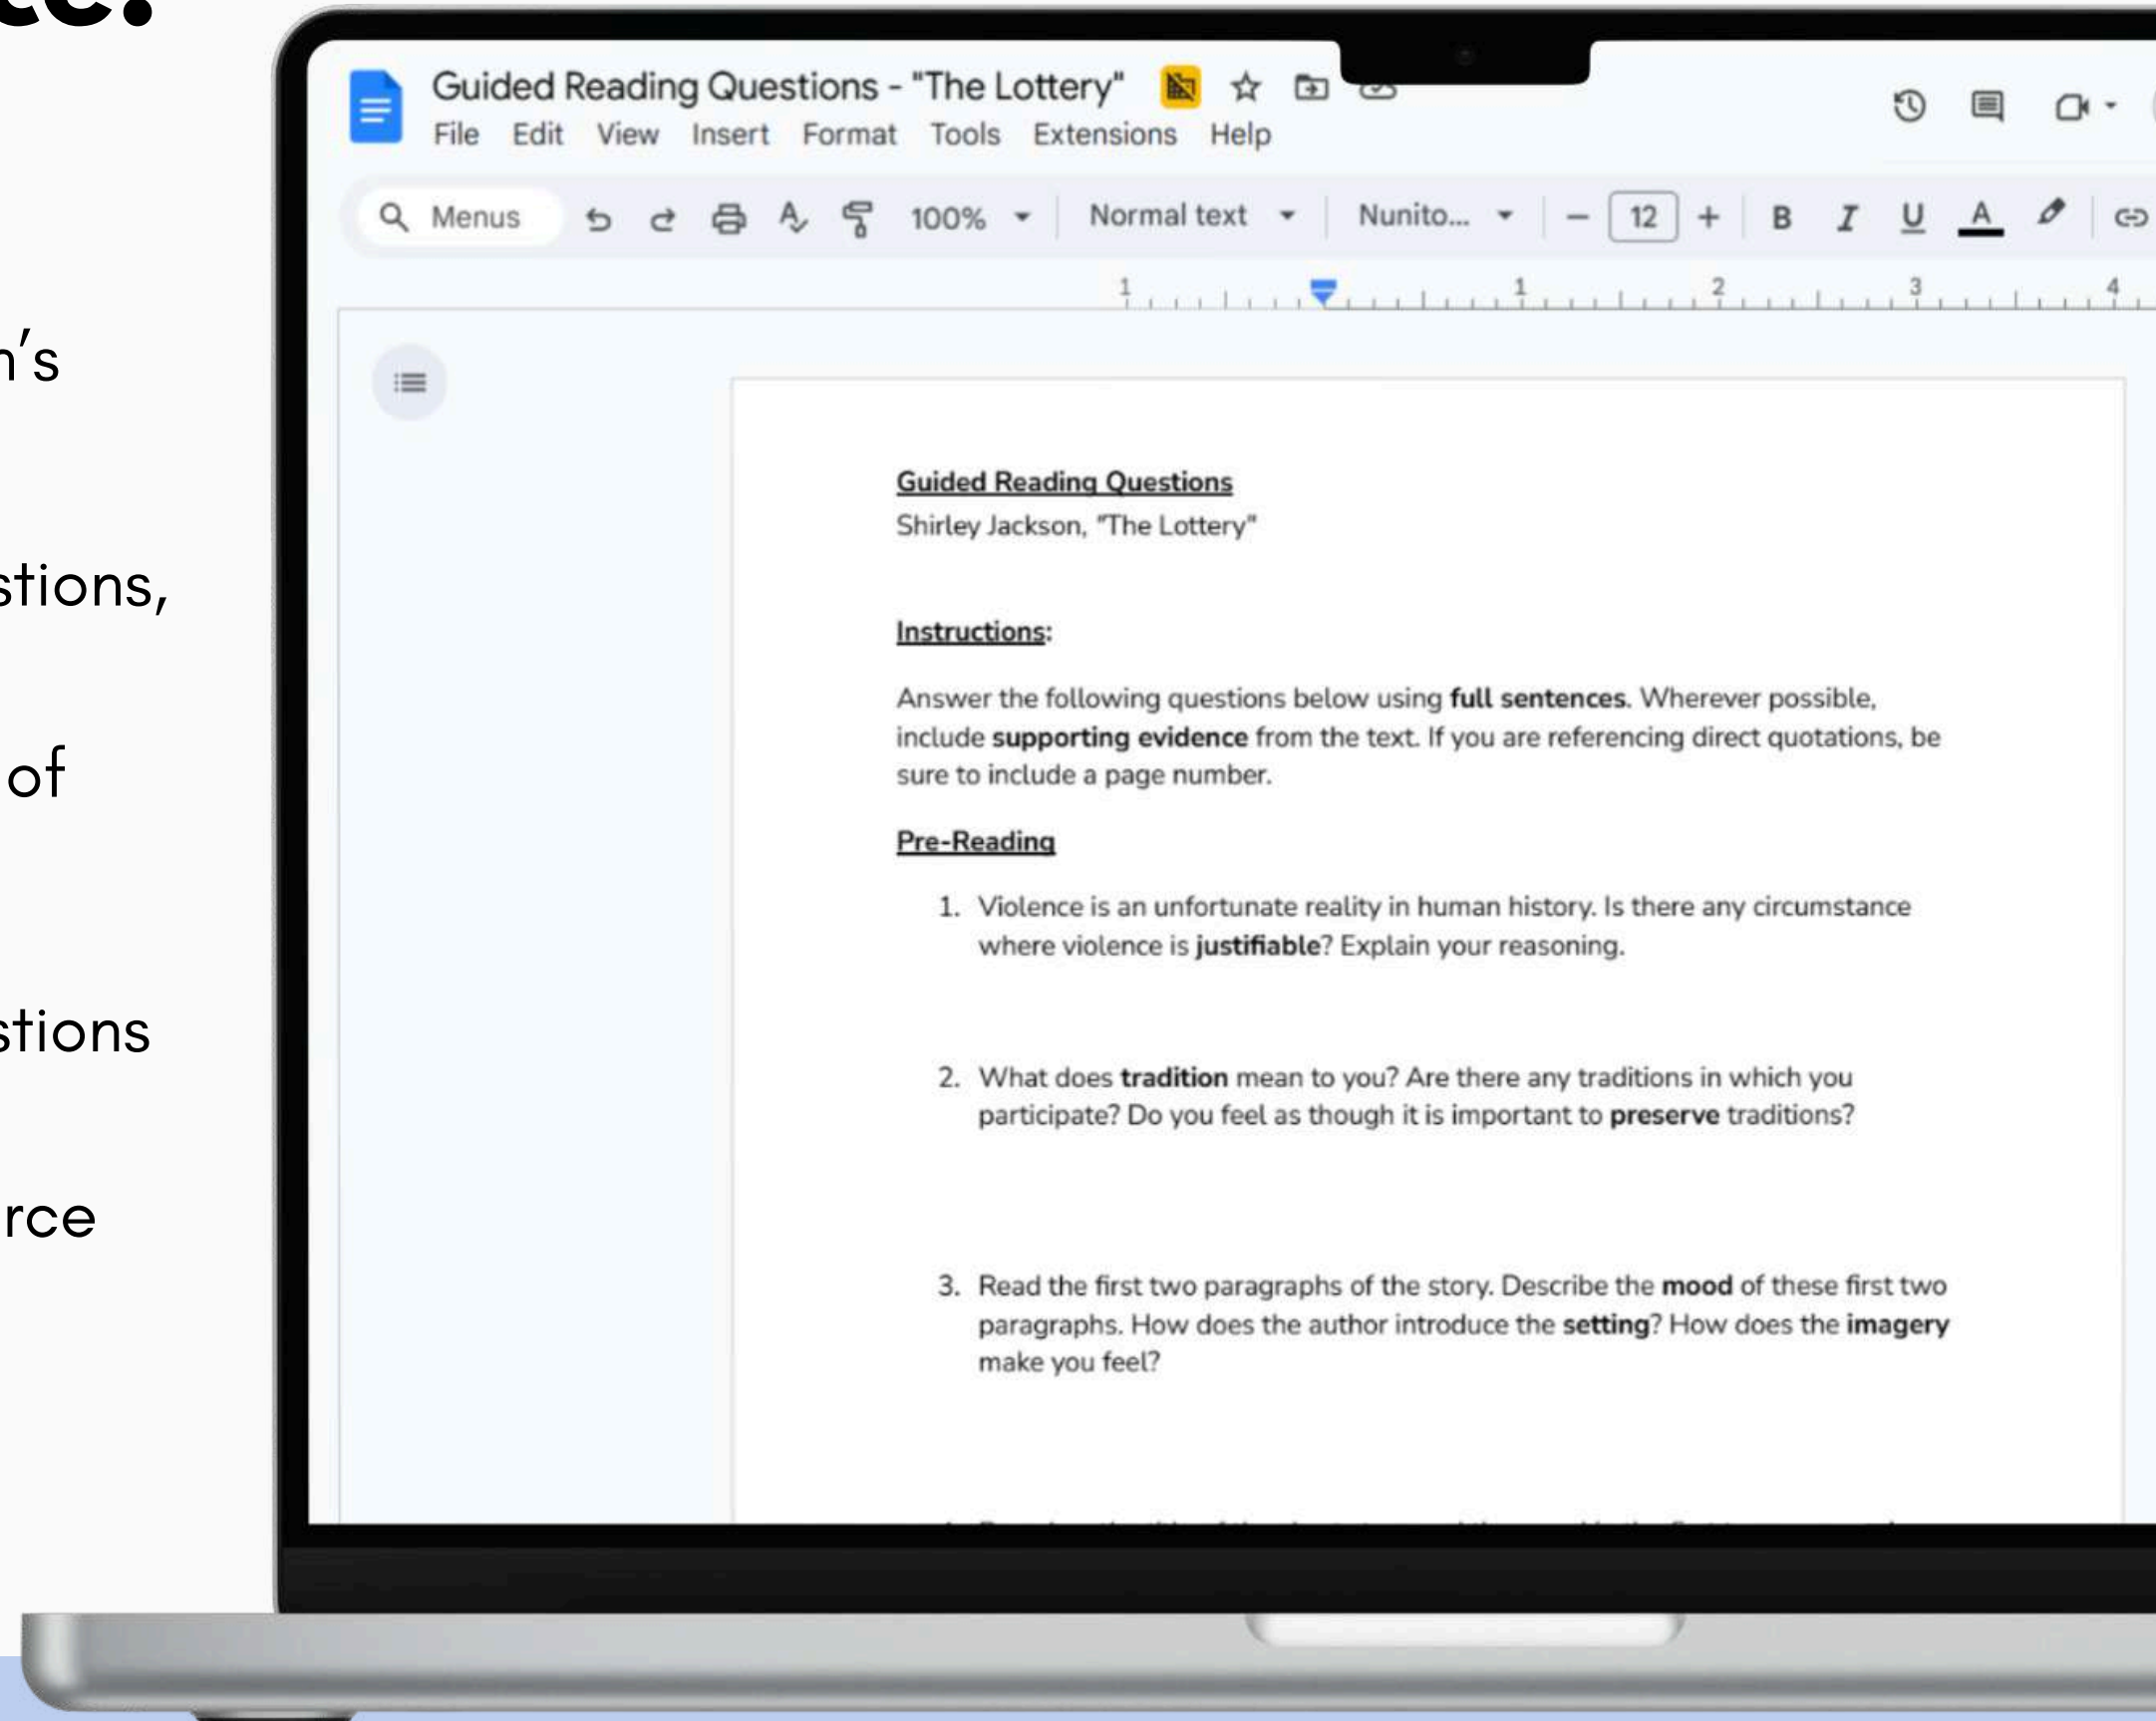 n's
stions,
of
stions
rce
Guided Reading Questions - "The Lottery"
File Edit View Insert Format Tools Extensions Help
Menus 100% Normal text Nunito... 12 B I U A
1 1 2 3 4
Guided Reading Questions
Shirley Jackson, "The Lottery"
Instructions:
Answer the following questions below using full sentences. Wherever possible,
include supporting evidence from the text. If you are referencing direct quotations, be
sure to include a page number.
Pre-Reading
1. Violence is an unfortunate reality in human history. Is there any circumstance
where violence is justifiable? Explain your reasoning.
2. What does tradition mean to you? Are there any traditions in which you
participate? Do you feel as though it is important to preserve traditions?
3. Read the first two paragraphs of the story. Describe the mood of these first two
paragraphs. How does the author introduce the setting? How does the imagery
make you feel?